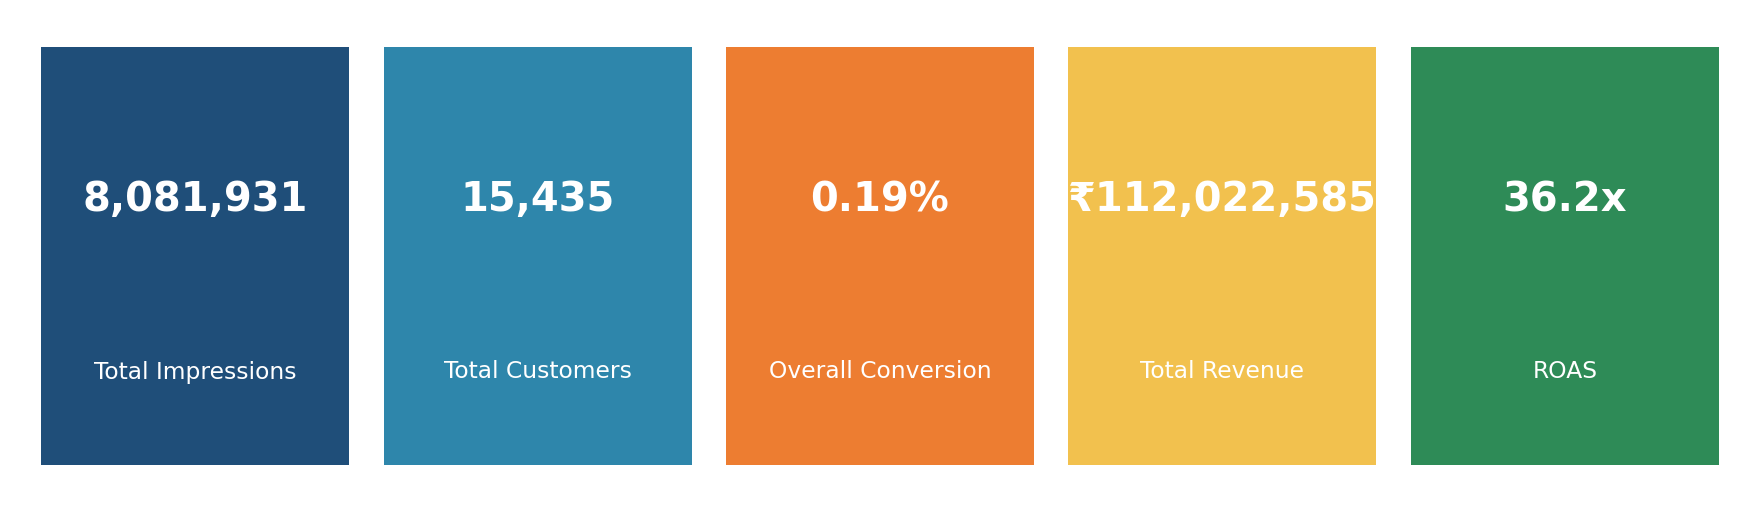 8,081,931
Total Impressions
15,435
Total Customers
0.19%
Overall Conversion
₹112,022,585
Total Revenue
36.2x
ROAS